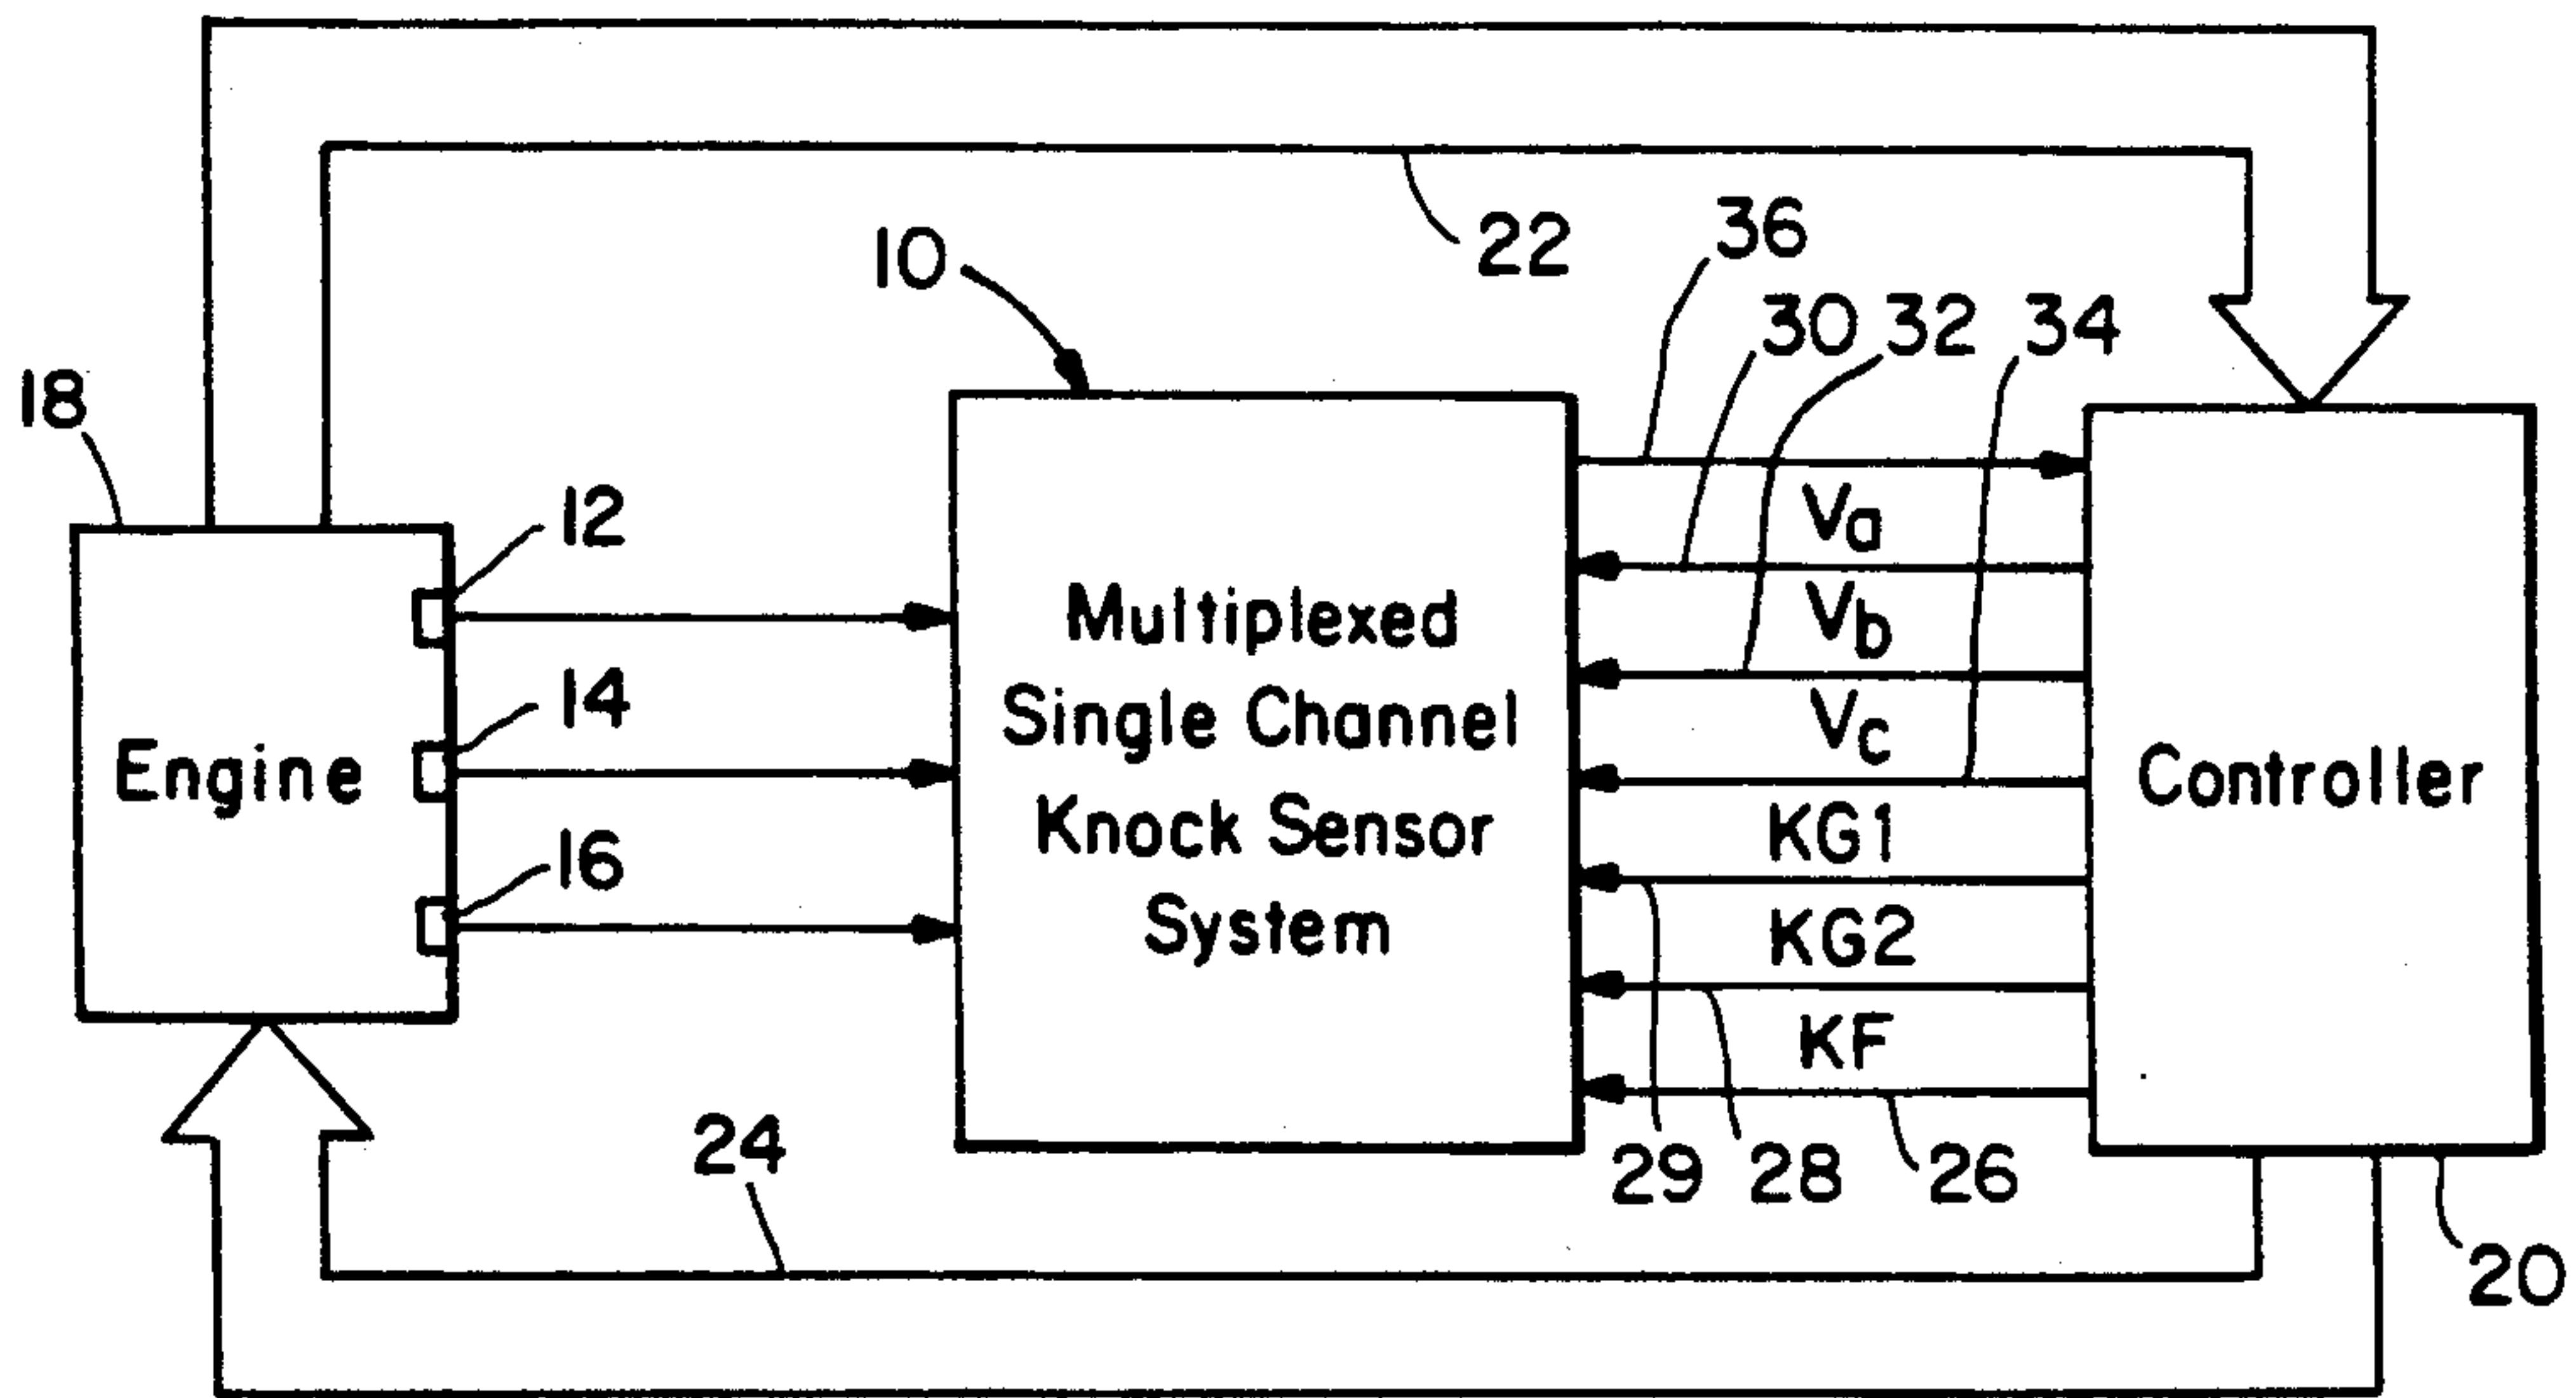 22
36
10
30
32
34
18
12
Va
Multiplexed
Single Channel
Knock Sensor
System
Vb
14
Vc
Engine
Controller
KG1
16
KG2
KF
24
29
28
26
20